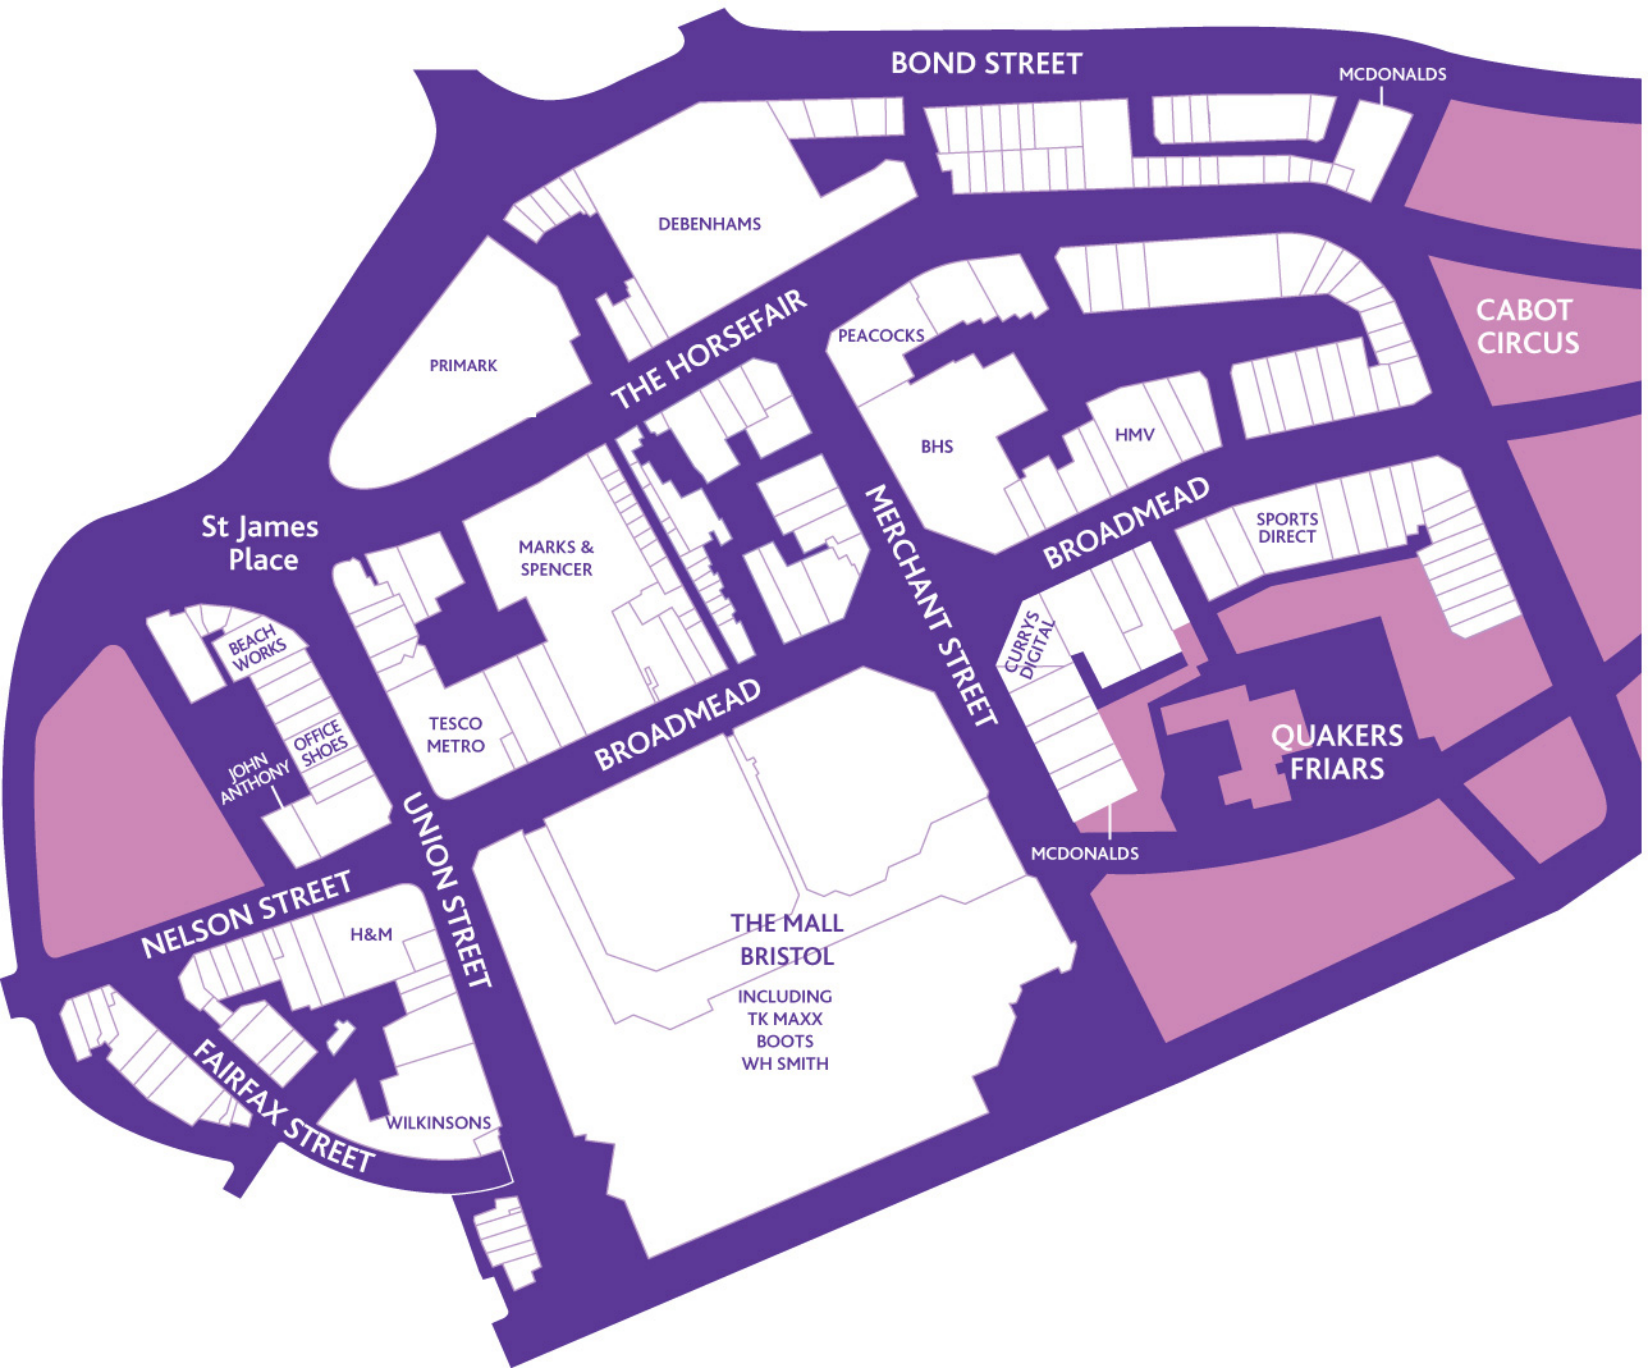 BOND STREET
MCDONALDS
DEBENHAMS
CABOT
CIRCUS
THE HORSEFAIR
PEACOCKS
PRIMARK
HMV
BHS
St James
Place
MARKS &
SPENCER
MERCHANT STREET
BROADMEAD
SPORTS
DIRECT
BEACH
WORKS
CURRYS
DIGITAL
TESCO
METRO
BROADMEAD
OFFICE
SHOES
JOHN
ANTHONY
QUAKERS
FRIARS
UNION STREET
MCDONALDS
NELSON STREET
H&M
THE MALL
BRISTOL
INCLUDING
TK MAXX
BOOTS
WH SMITH
FAIRFAX STREET
WILKINSONS